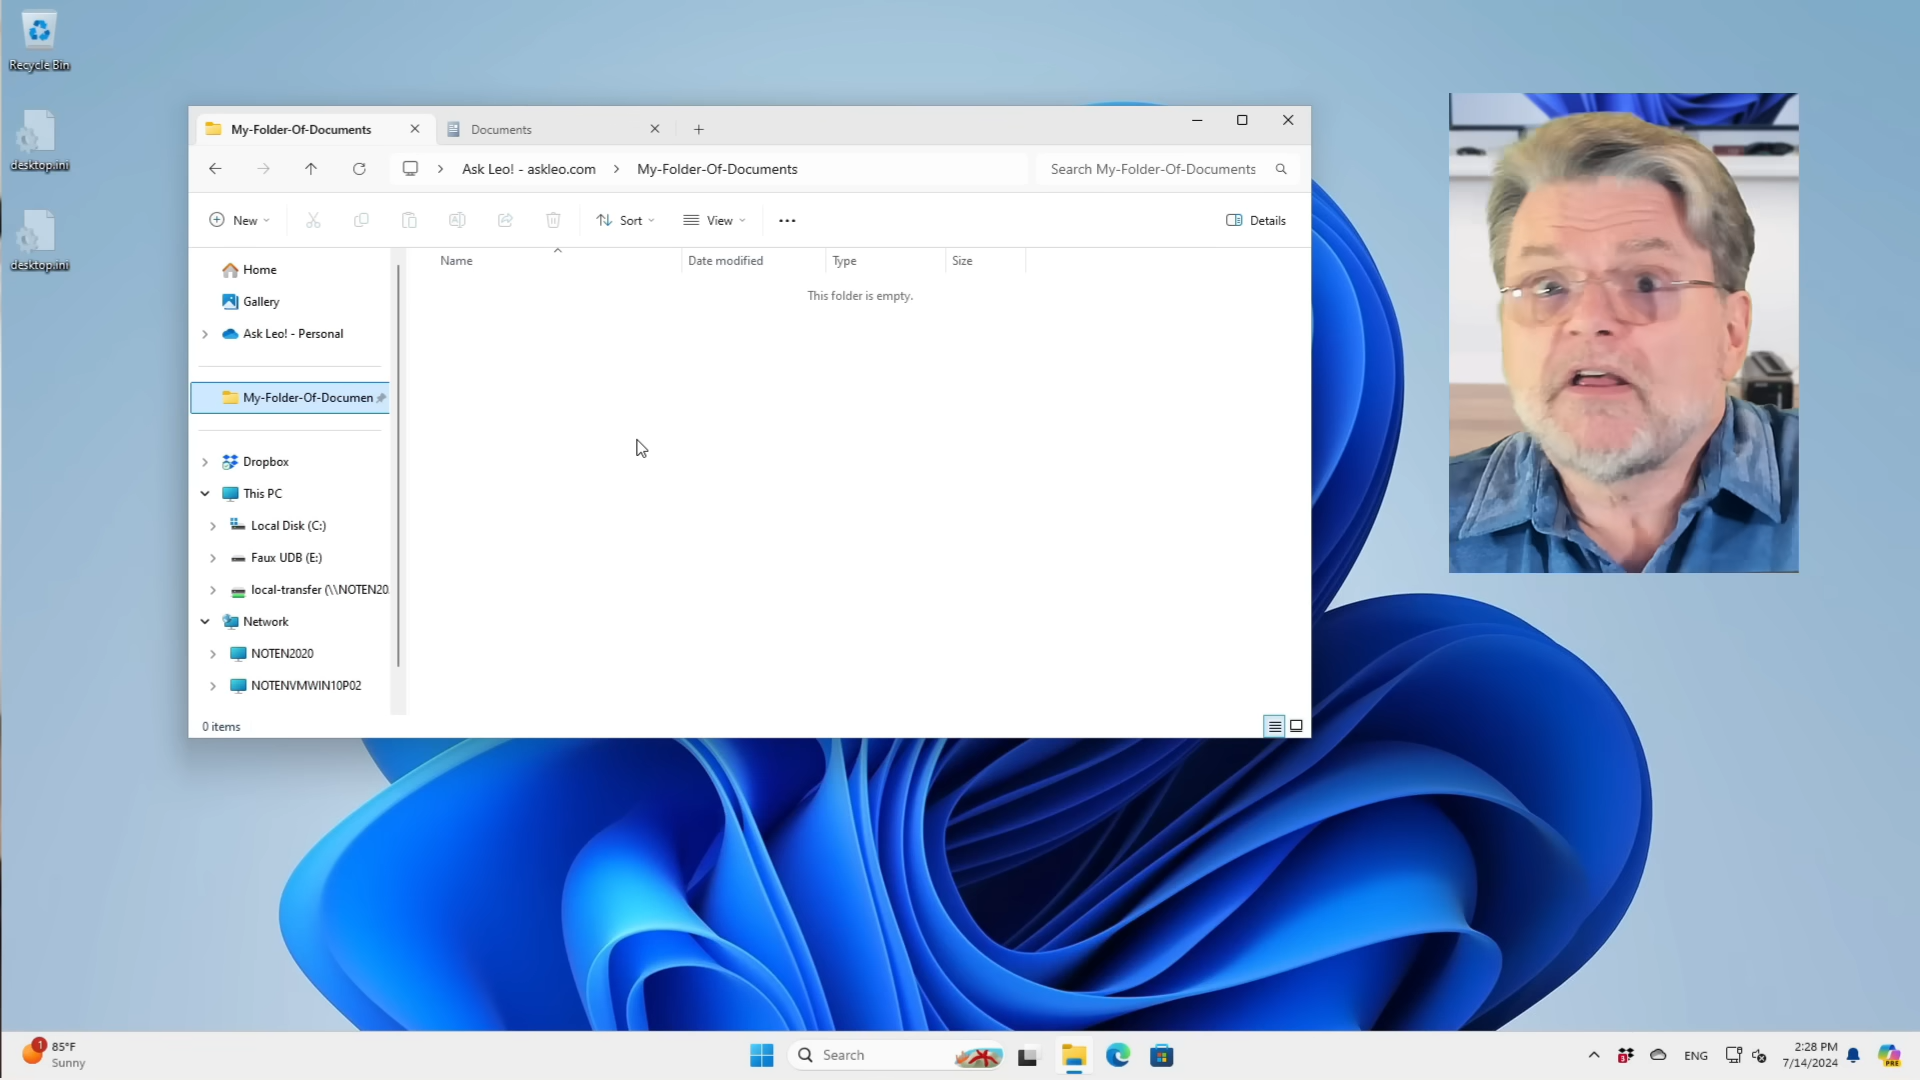 Recycle Bin
desktop.ini
desktop.ini
My-Folder-Of-Documents
Documents
Ask Leo! - askleo.com
My-Folder-Of-Documents
Search My-Folder-Of-Documents
New
Sort
View
Details
Name
Date modified
Type
Size
This folder is empty.
Home
Gallery
Ask Leo! - Personal
My-Folder-Of-Documen
Dropbox
This PC
Local Disk (C:)
Faux UDB (E:)
local-transfer (\\NOTEN20
Network
NOTEN2020
NOTENVMWIN10P02
0 items
1
85°F
Sunny
Search
3
ENG
2:28 PM
7/14/2024
PRE